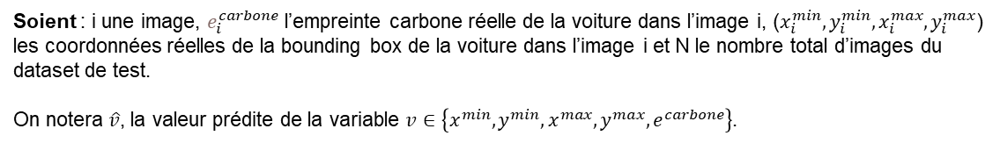 Soient : i une image, $e_i^{carbone}$ l’empreinte carbone réelle de la voiture dans l’image i, $(x_i^{min}, y_i^{min}, x_i^{max}, y_i^{max})$
les coordonnées réelles de la bounding box de la voiture dans l’image i et N le nombre total d’images du
dataset de test.
On notera $\hat{v}$, la valeur prédite de la variable $v \in \{x^{min}, y^{min}, x^{max}, y^{max}, e^{carbone}\}$.